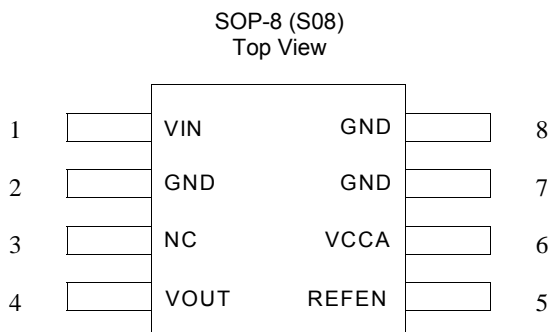 SOP-8 (S08)
Top View
1 VIN GND 8
2 GND GND 7
3 NC VCCA 6
4 VOUT REFEN 5